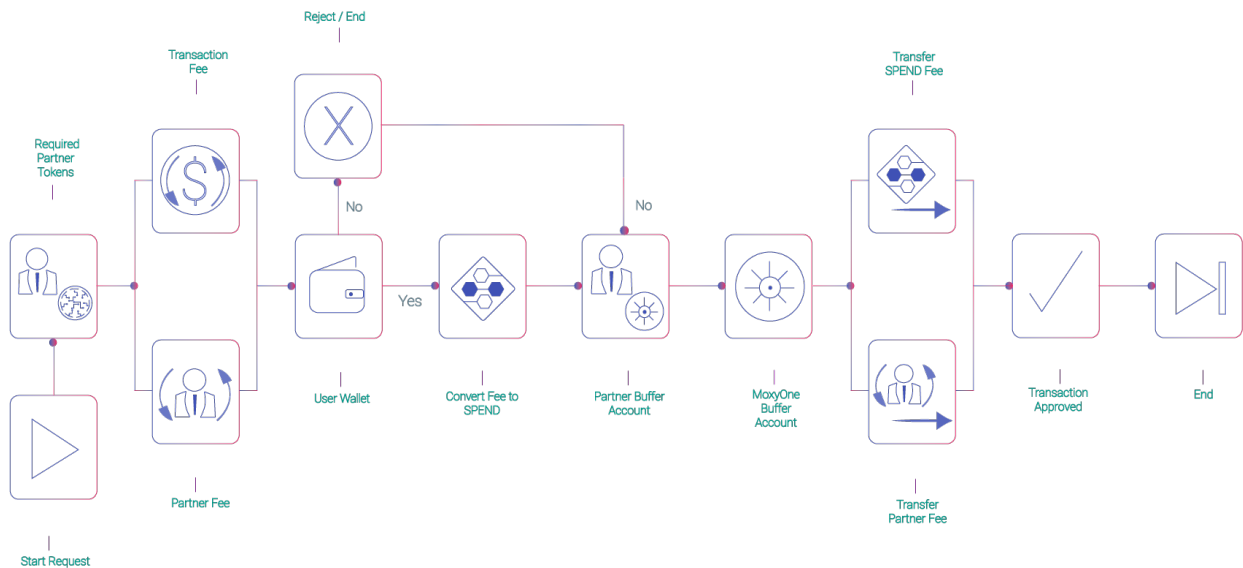 Reject / End
Transaction
Fee
Transfer
SPEND Fee
Required
Partner
Tokens
No
No
Yes
User Wallet
Convert Fee to
SPEND
Partner Buffer
Account
MoxyOne
Buffer
Account
Transaction
Approved
End
Partner Fee
Transfer
Partner Fee
Start Request